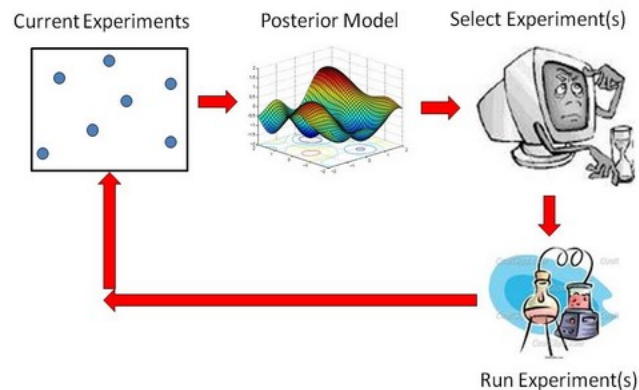 Current Experiments
Posterior Model
Select Experiment(s)
Run Experiment(s)